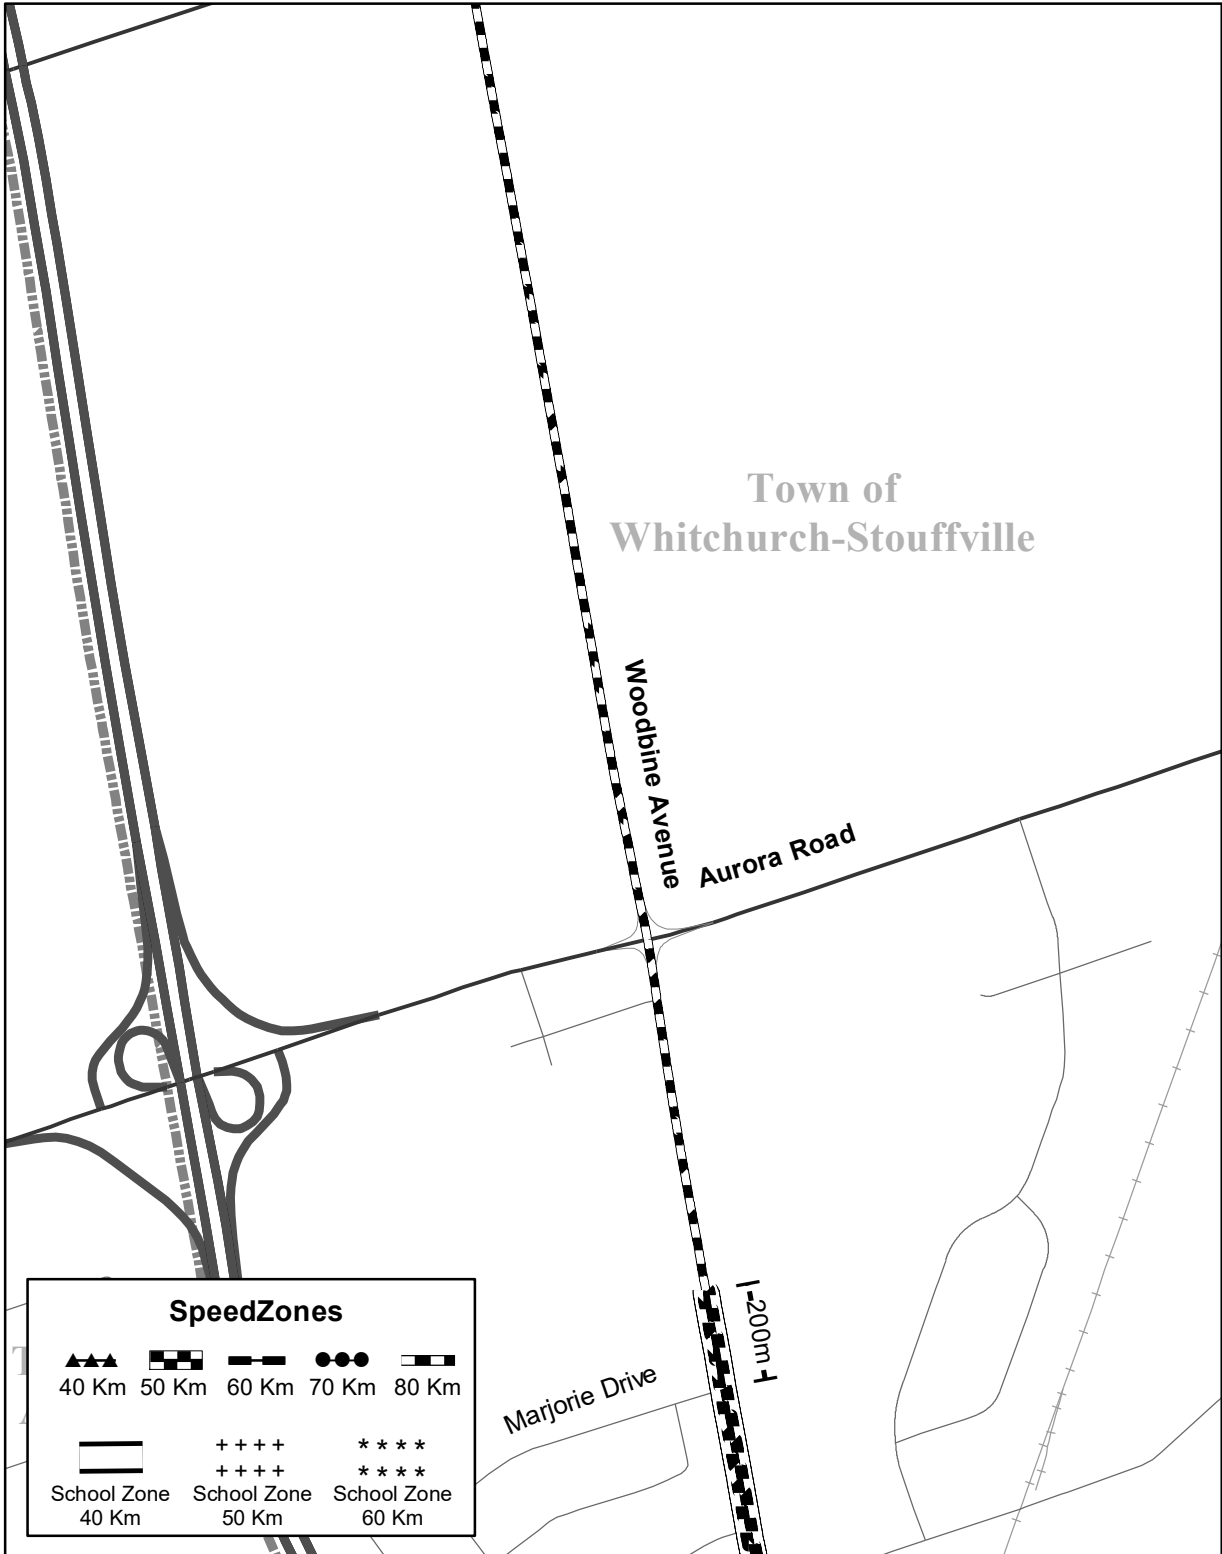 Town of
Whitchurch-Stouffville
Woodbine Avenue
Aurora Road
200m
Marjorie Drive
SpeedZones
40 Km 50 Km 60 Km 70 Km 80 Km
School Zone School Zone School Zone
40 Km 50 Km 60 Km